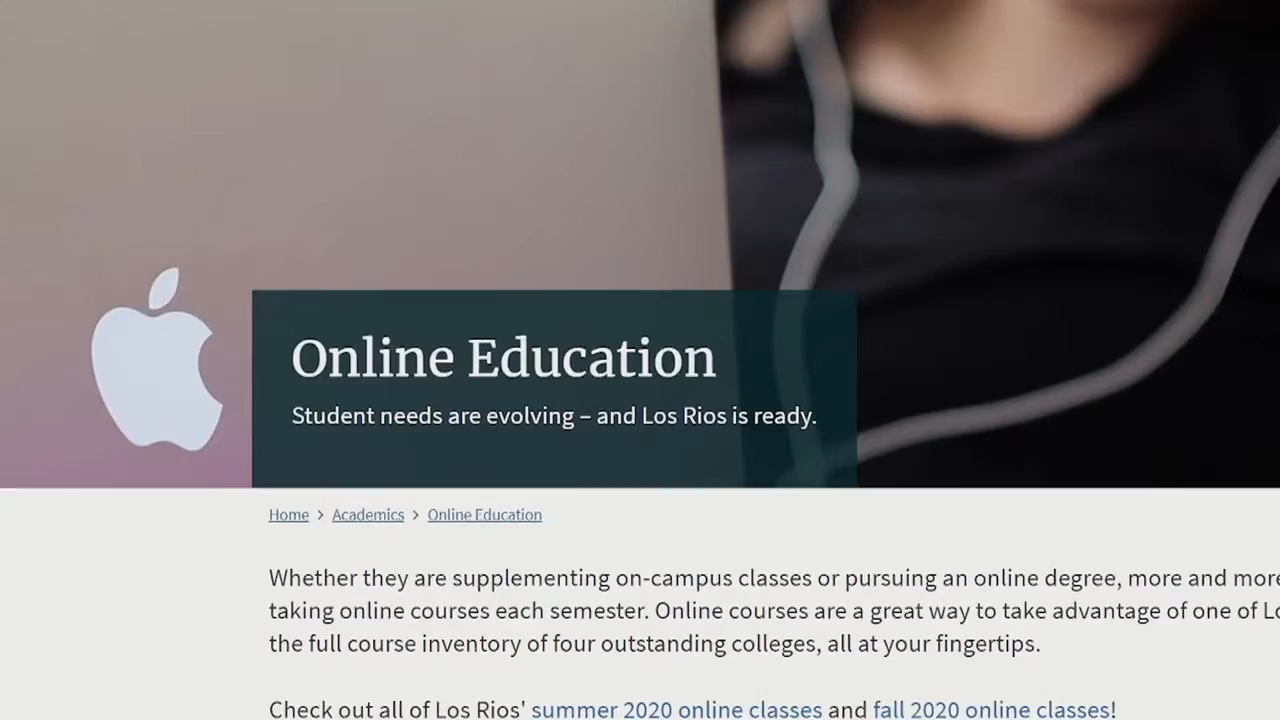 Online Education
Student needs are evolving – and Los Rios is ready.
Home > Academics > Online Education
Whether they are supplementing on-campus classes or pursuing an online degree, more and more
taking online courses each semester. Online courses are a great way to take advantage of one of
the full course inventory of four outstanding colleges, all at your fingertips.
Check out all of Los Rios' summer 2020 online classes and fall 2020 online classes!